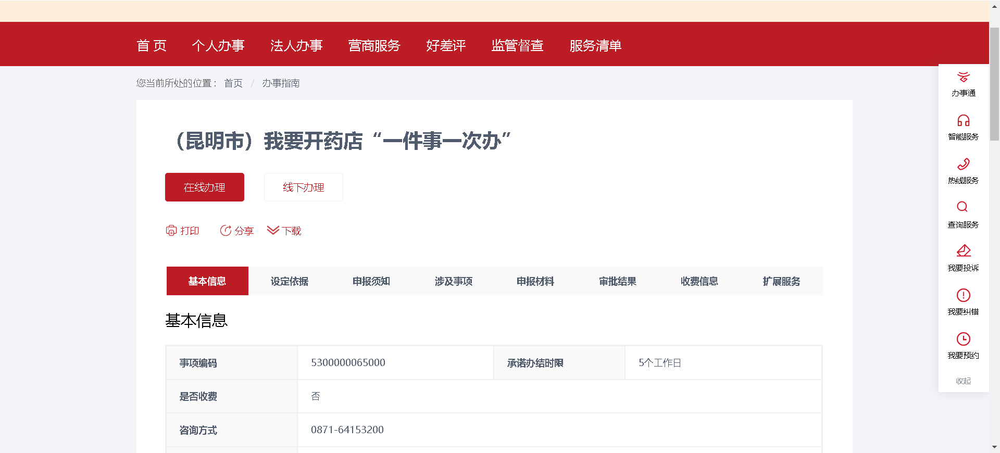 首 页 个人办事 法人办事 营商服务 好差评 监管督查 服务清单
您当前所处的位置： 首页 / 办事指南
（昆明市）我要开药店“一件事一次办”
在线办理 线下办理
打印 分享 下载
基本信息 设定依据 申报须知 涉及事项 申报材料 审批结果 收费信息 扩展服务
基本信息
事项编码 5300000065000 承诺办结时限 5个工作日
是否收费 否
咨询方式 0871-64153200
办事通
智能服务
热线服务
查询服务
我要投诉
我要纠错
我要预约
收起